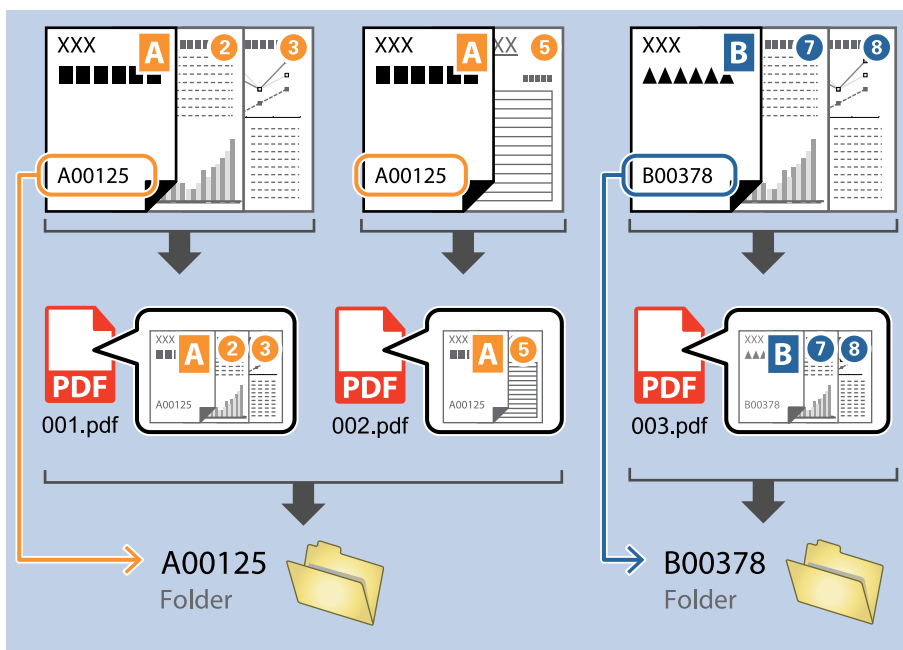 XXX A 2 3
A00125
XXX A XX 5
A00125
XXX B 7 8
B00378
PDF
001.pdf
XXX A 2 3
A00125
PDF
002.pdf
XXX A 5
A00125
PDF
003.pdf
XXX B 7 8
B00378
A00125
Folder
B00378
Folder